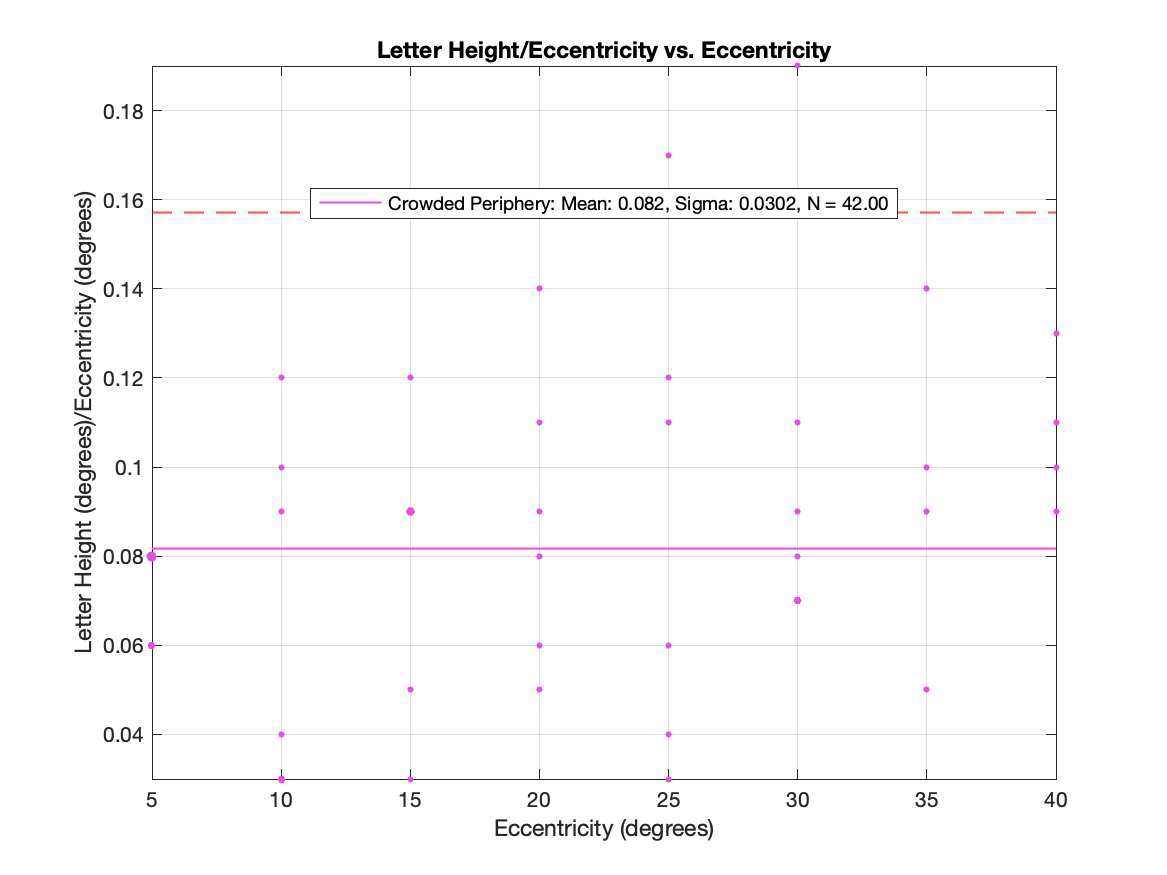 Letter Height/Eccentricity vs. Eccentricity
Letter Height (degrees)/Eccentricity (degrees)
0.18
0.16
0.14
0.12
0.1
0.08
0.06
0.04
Crowded Periphery: Mean: 0.082, Sigma: 0.0302, N = 42.00
5 10 15 20 25 30 35 40
Eccentricity (degrees)